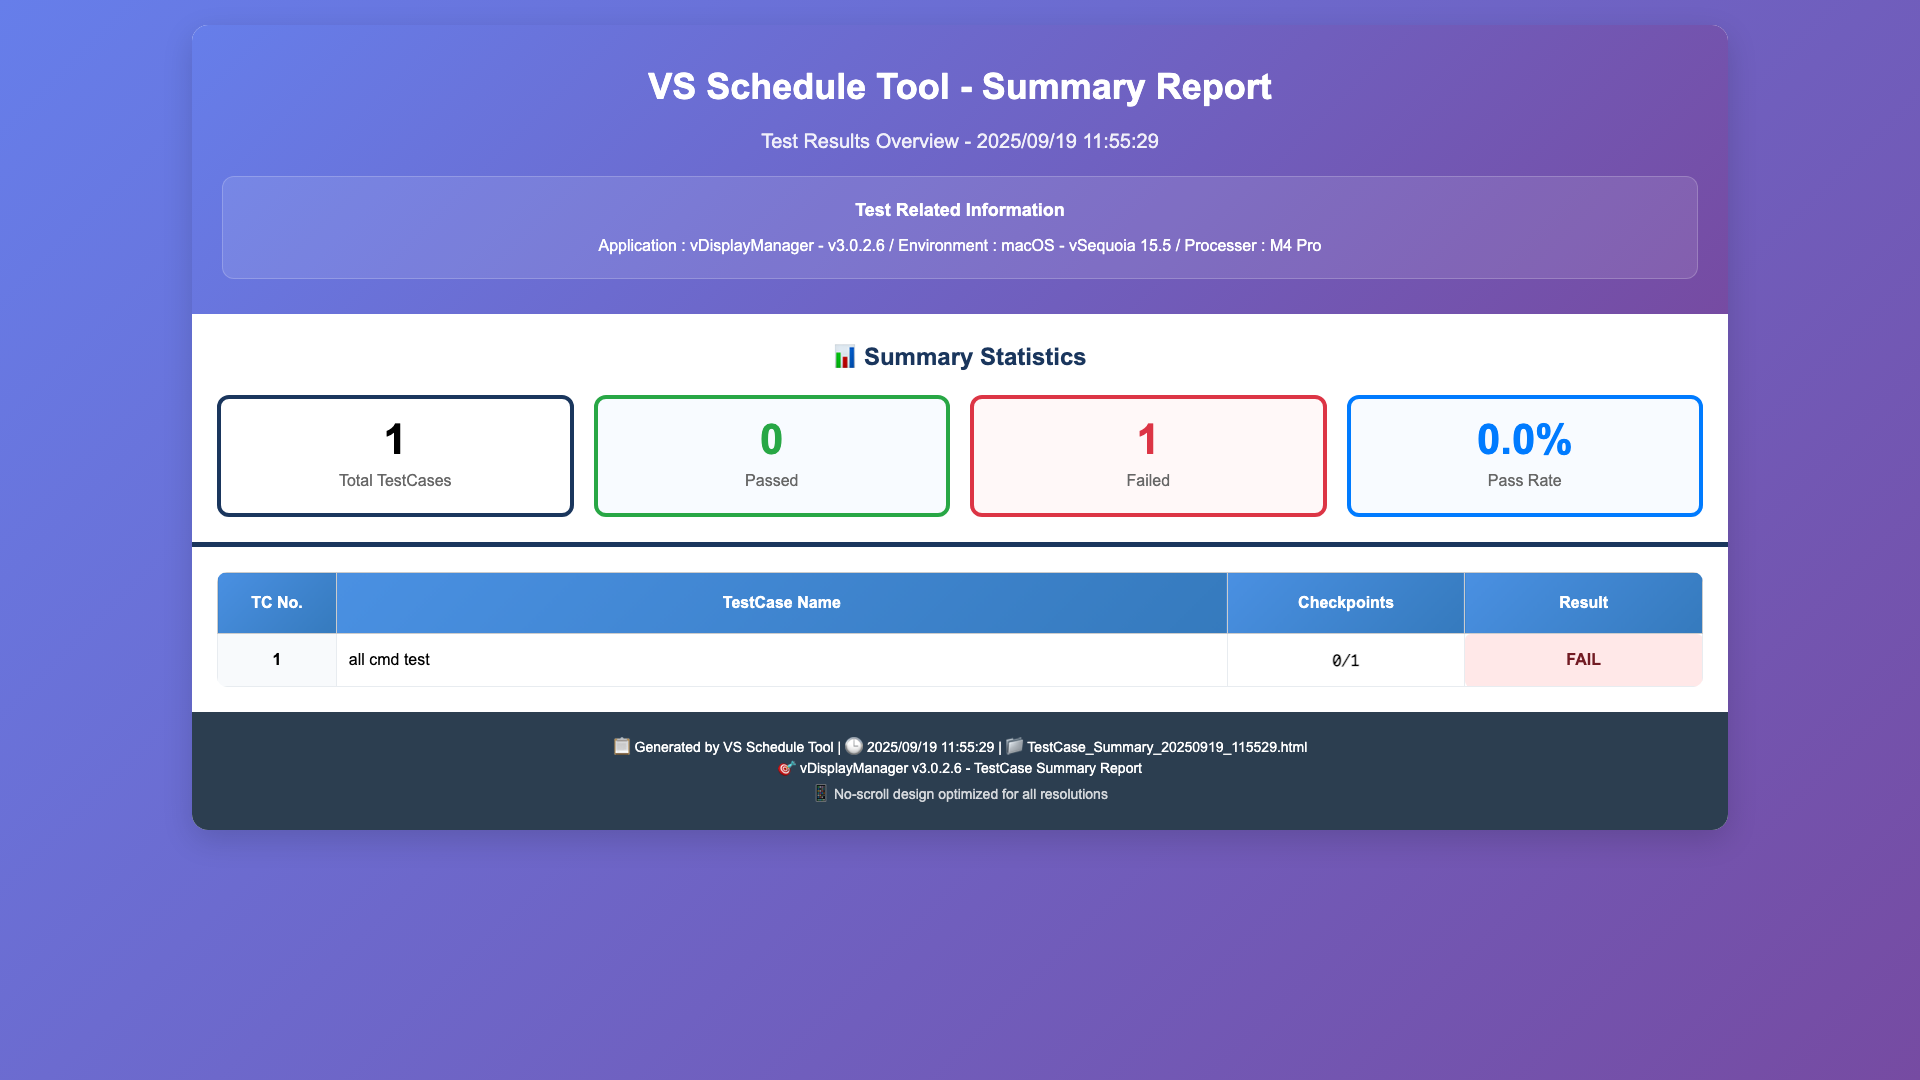 VS Schedule Tool - Summary Report
Test Results Overview - 2025/09/19 11:55:29
Test Related Information
Application : vDisplayManager - v3.0.2.6 / Environment : macOS - vSequoia 15.5 / Processer : M4 Pro
📊 Summary Statistics
1
Total TestCases
0
Passed
1
Failed
0.0%
Pass Rate
TC No. TestCase Name Checkpoints Result
1 all cmd test 0/1 FAIL
📋 Generated by VS Schedule Tool | 🕒 2025/09/19 11:55:29 | 📁 TestCase_Summary_20250919_115529.html
🎯 vDisplayManager v3.0.2.6 - TestCase Summary Report
📱 No-scroll design optimized for all resolutions